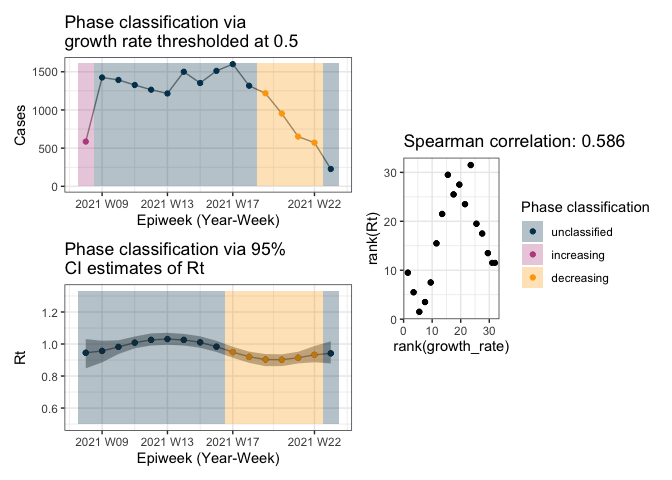 Phase classification via
growth rate thresholded at 0.5
1500
1000
500
0
Cases
2021 W09
2021 W13
2021 W17
2021 W22
Epiweek (Year-Week)
Phase classification via 95%
CI estimates of Rt
1.2
1.0
0.8
0.6
Rt
2021 W09
2021 W13
2021 W17
2021 W22
Epiweek (Year-Week)
Spearman correlation: 0.586
30
20
10
0
rank(Rt)
0
10
20
30
rank(growth_rate)
Phase classification
unclassified
increasing
decreasing